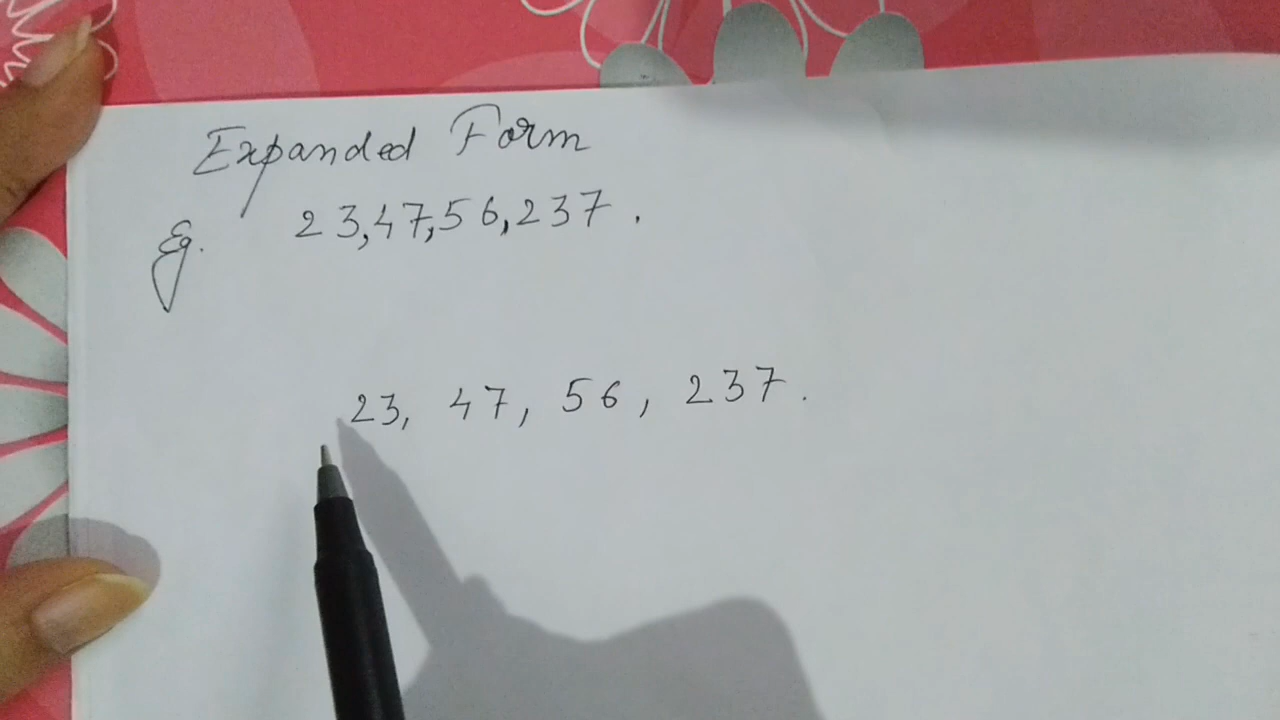 Expanded Form
Eg. 23,47,56,237.
23, 47, 56, 237.